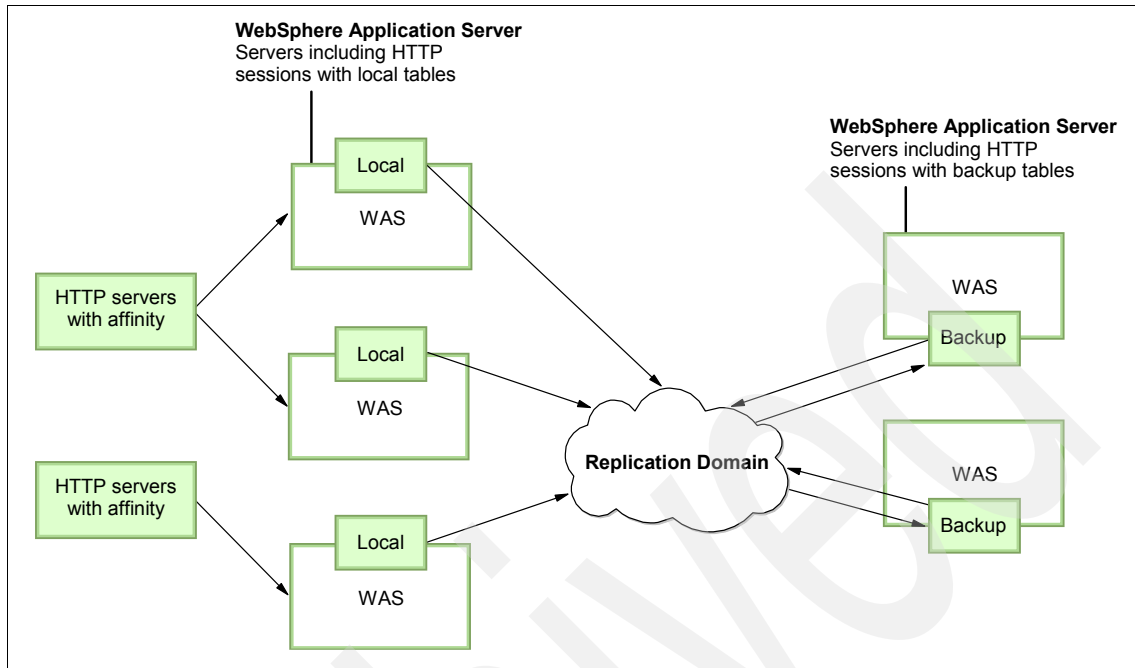 WebSphere Application Server
Servers including HTTP
sessions with local tables
WebSphere Application Server
Servers including HTTP
sessions with backup tables
Local
WAS
HTTP servers
with affinity
Local
WAS
HTTP servers
with affinity
Local
WAS
Replication Domain
WAS
Backup
WAS
Backup